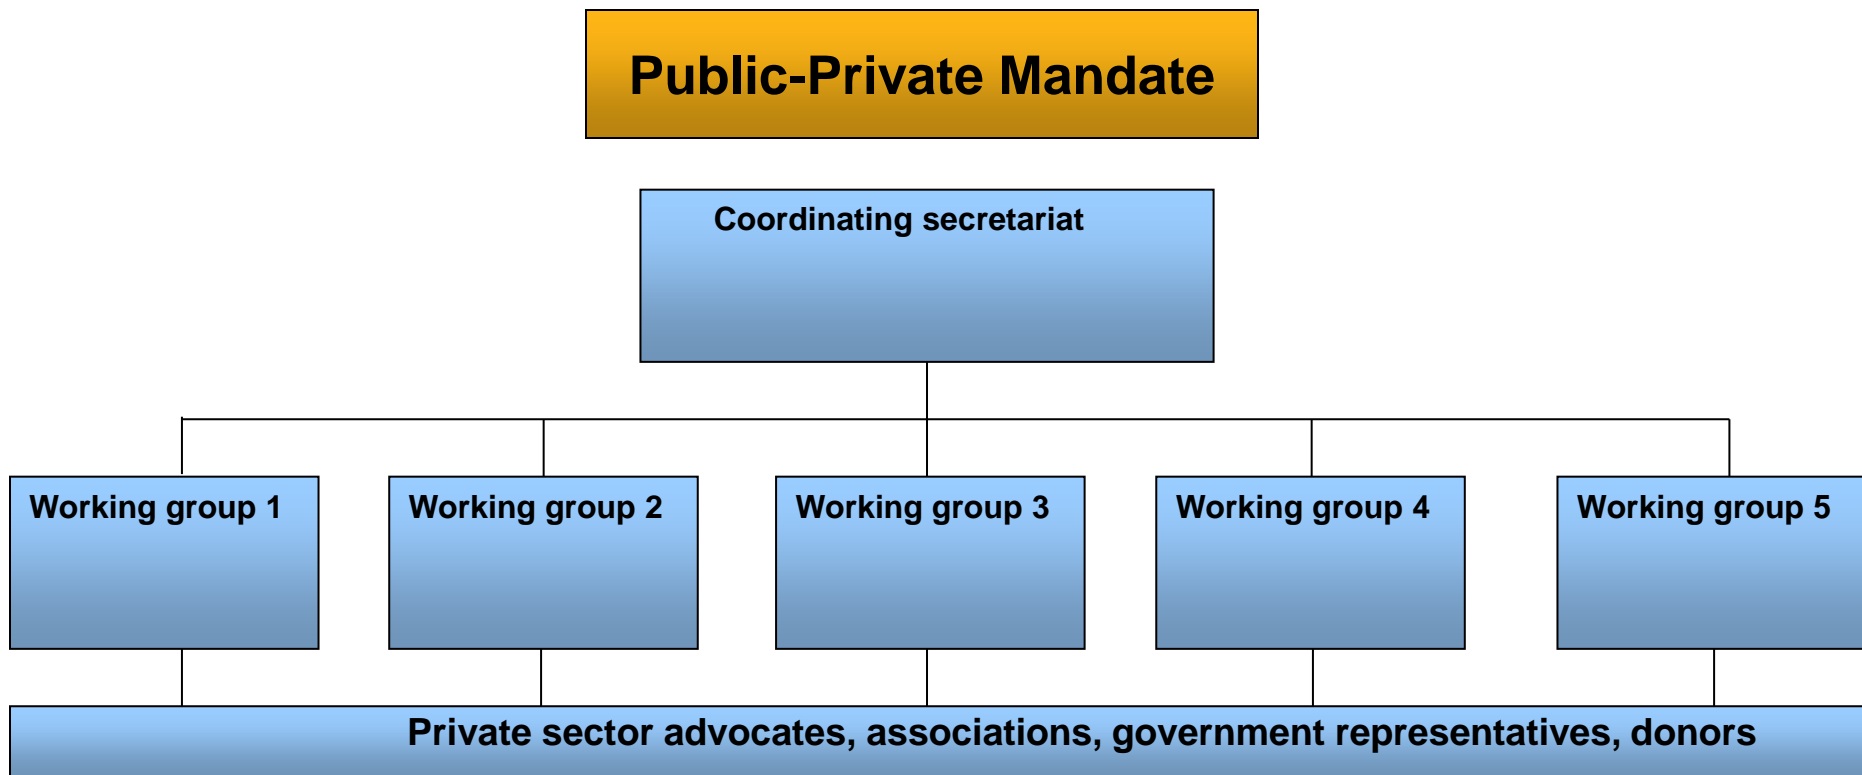 Public-Private Mandate
Coordinating secretariat
Working group 1
Working group 2
Working group 3
Working group 4
Working group 5
Private sector advocates, associations, government representatives, donors